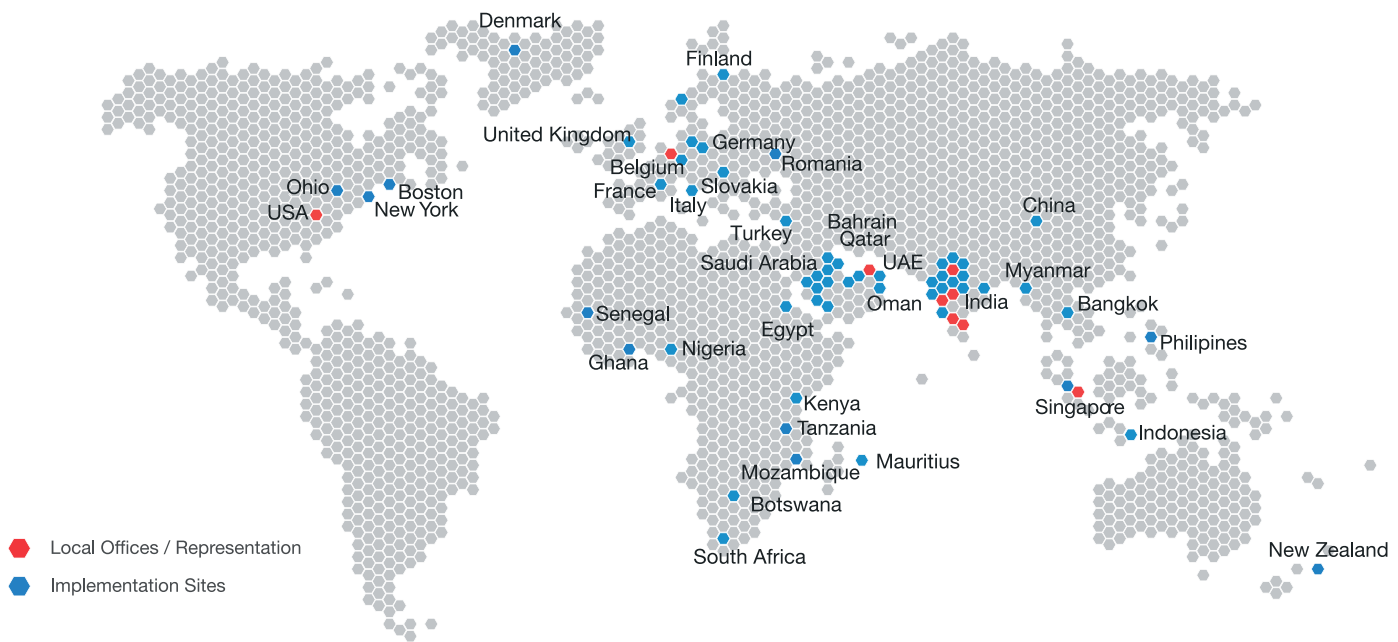 Denmark
Finland
United Kingdom
Germany
Belgium
Romania
France
Slovakia
Italy
Ohio
Boston
New York
USA
Turkey
Bahrain
Qatar
China
Saudi Arabia
UAE
Myanmar
Oman
India
Bangkok
Senegal
Egypt
Ghana
Nigeria
Philipines
Kenya
Singapore
Tanzania
Indonesia
Mozambique
Mauritius
Botswana
South Africa
New Zealand
Local Offices / Representation
Implementation Sites